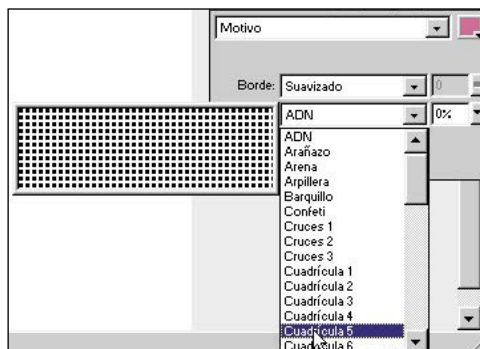 Motivo
Borde: Suavizado 0
ADN 0%
ADN
Arañazo
Arena
Arpillera
Barquillo
Confeti
Cruces 1
Cruces 2
Cruces 3
Cuadrícula 1
Cuadrícula 2
Cuadrícula 3
Cuadrícula 4
Cuadrícula 5
Cuadrícula 6